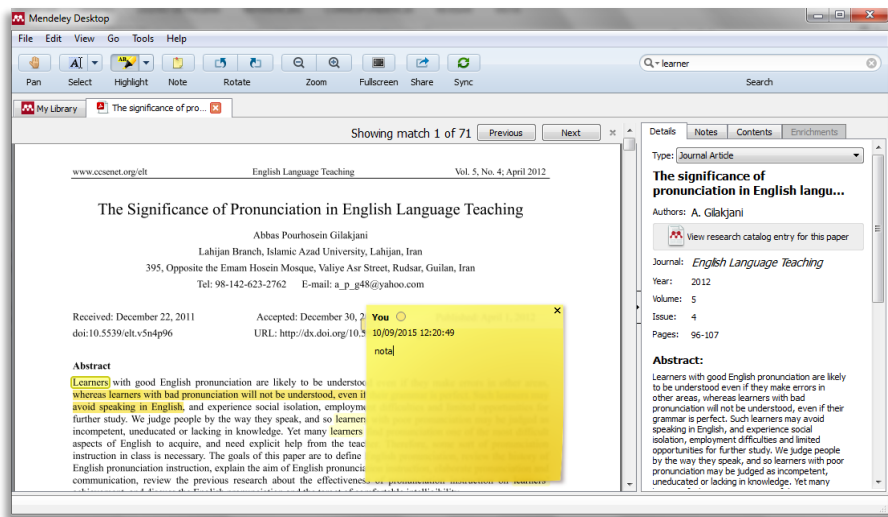 Mendeley Desktop
File Edit View Go Tools Help
Pan Select Highlight Note Rotate Zoom Fullscreen Share Sync
learner
Search
My Library The significance of pro...
Showing match 1 of 71 Previous Next
www.ccsenet.org/elt English Language Teaching Vol. 5, No. 4; April 2012
The Significance of Pronunciation in English Language Teaching
Abbas Pourhosein Gilakjani
Lahijan Branch, Islamic Azad University, Lahijan, Iran
395, Opposite the Emam Hosein Mosque, Valiye Asr Street, Rudsar, Guilan, Iran
Tel: 98-142-623-2762 E-mail: a_p_g48@yahoo.com
Received: December 22, 2011 Accepted: December 30, 2
doi:10.5539/elt.v5n4p96 URL: http://dx.doi.org/10.5
Abstract
Learners with good English pronunciation are likely to be understood
whereas learners with bad pronunciation will not be understood, even if
avoid speaking in English, and experience social isolation, employm
further study. We judge people by the way they speak, and so learners
incompetent, uneducated or lacking in knowledge. Yet many learners
aspects of English to acquire, and need explicit help from the
instruction in class is necessary. The goals of this paper are to define
English pronunciation instruction, explain the aim of English
communication, review the previous research about the effectiveness of pronunciation instruction on learners
You
10/09/2015 12:20:49
nota
Details Notes Contents Enrichments
Type: Journal Article
The significance of
pronunciation in English langu...
Authors: A. Gilakjani
View research catalog entry for this paper
Journal: English Language Teaching
Year: 2012
Volume: 5
Issue: 4
Pages: 96-107
Abstract:
Learners with good English pronunciation are likely
to be understood even if they make errors in
other areas, whereas learners with bad
pronunciation will not be understood, even if their
grammar is perfect. Such learners may avoid
speaking in English, and experience social
isolation, employment difficulties and limited
opportunities for further study. We judge people
by the way they speak, and so learners with poor
pronunciation may be judged as incompetent,
uneducated or lacking in knowledge. Yet many